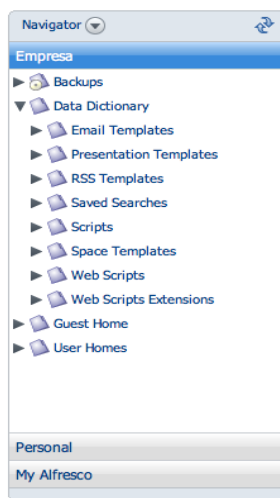 Navigator
Empresa
Backups
Data Dictionary
Email Templates
Presentation Templates
RSS Templates
Saved Searches
Scripts
Space Templates
Web Scripts
Web Scripts Extensions
Guest Home
User Homes
Personal
My Alfresco